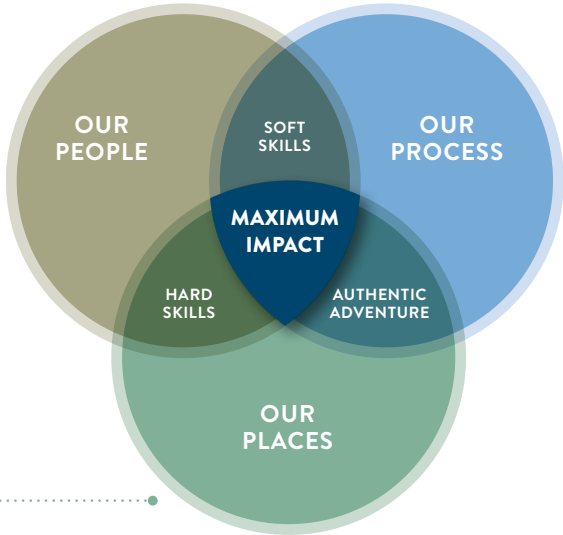 OUR
PEOPLE
SOFT
SKILLS
OUR
PROCESS
MAXIMUM
IMPACT
HARD
SKILLS
AUTHENTIC
ADVENTURE
OUR
PLACES